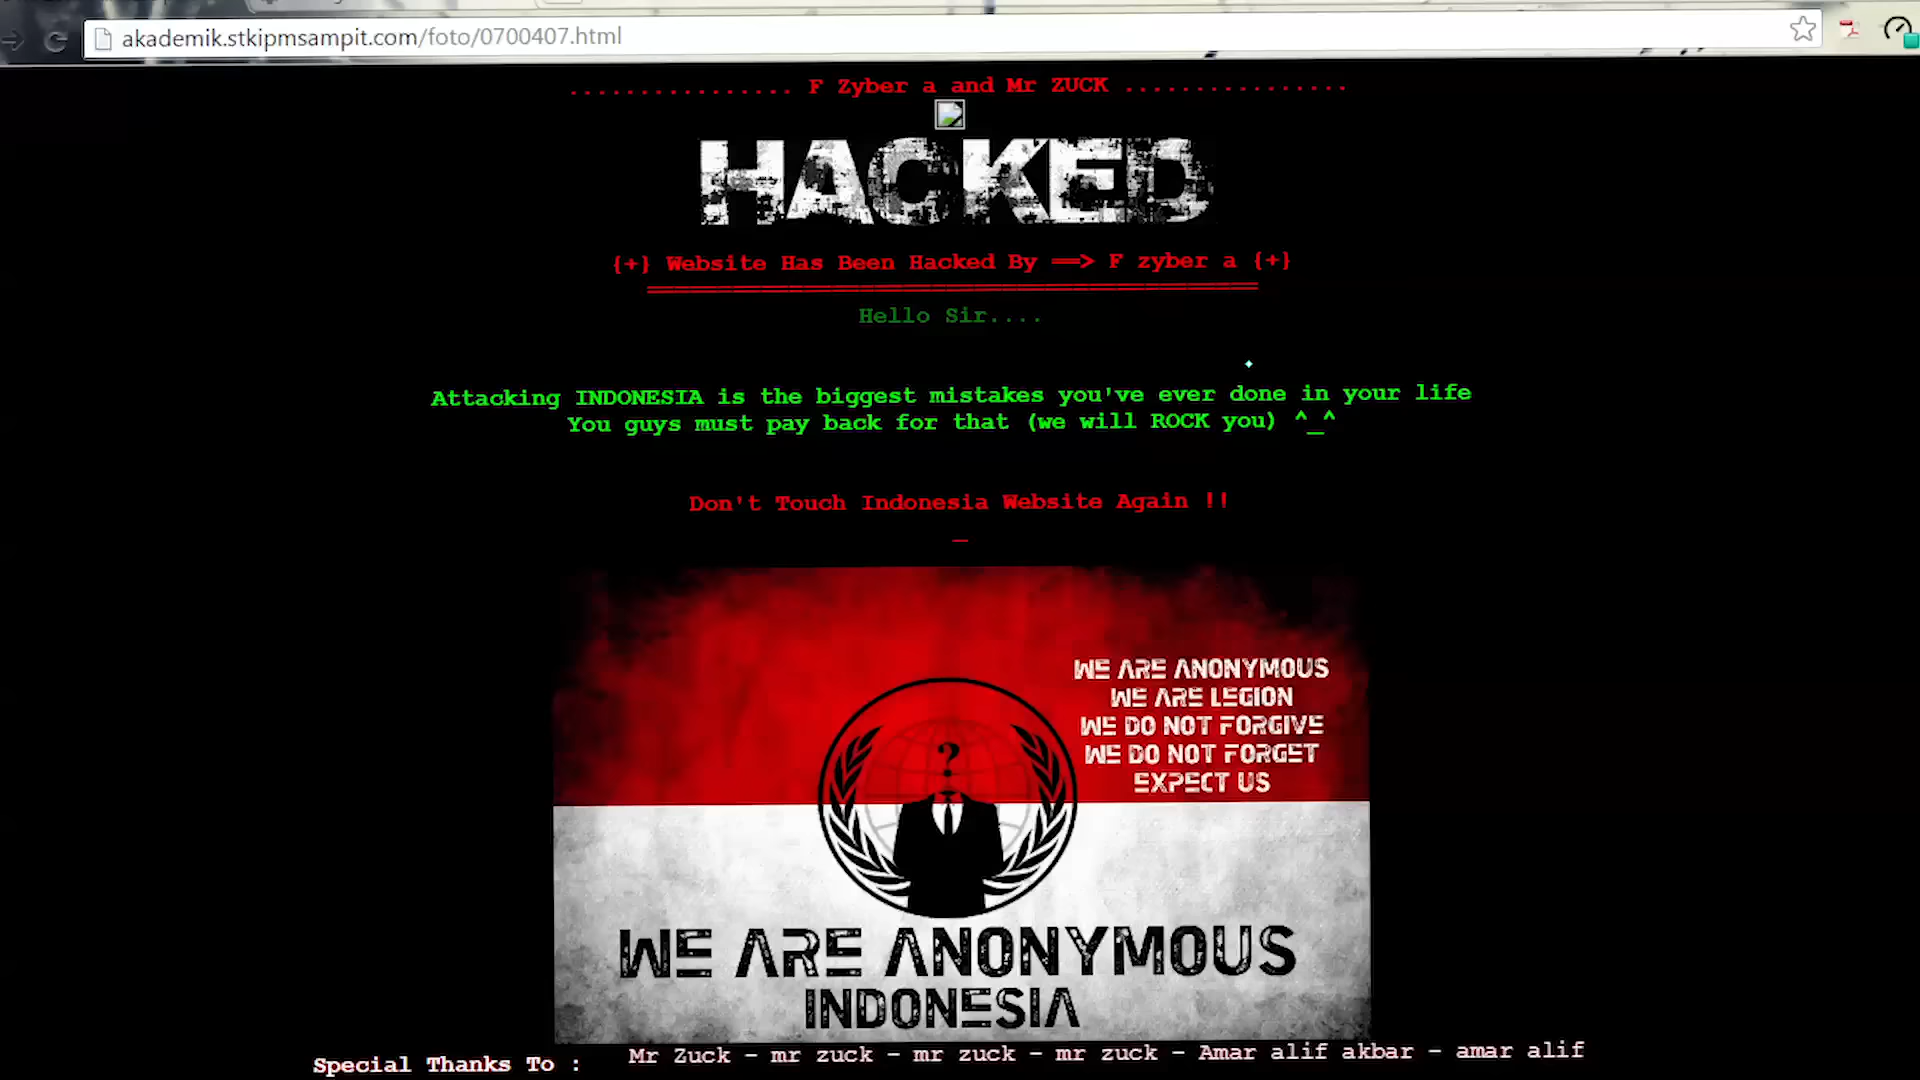 akademik.stkipmsampit.com/foto/0700407.html
................ F Zyber a and Mr ZUCK ................
HACKED
{+} Website Has Been Hacked By ==> F zyber a {+}
Hello Sir....
Attacking INDONESIA is the biggest mistakes you've ever done in your life
You guys must pay back for that (we will ROCK you) ^_^
Don't Touch Indonesia Website Again !!
_
WE ARE ANONYMOUS
WE ARE LEGION
WE DO NOT FORGIVE
WE DO NOT FORGET
EXPECT US
?
WE ARE ANONYMOUS
INDONESIA
Special Thanks To : Mr Zuck - mr zuck - mr zuck - mr zuck - Amar alif akbar - amar alif